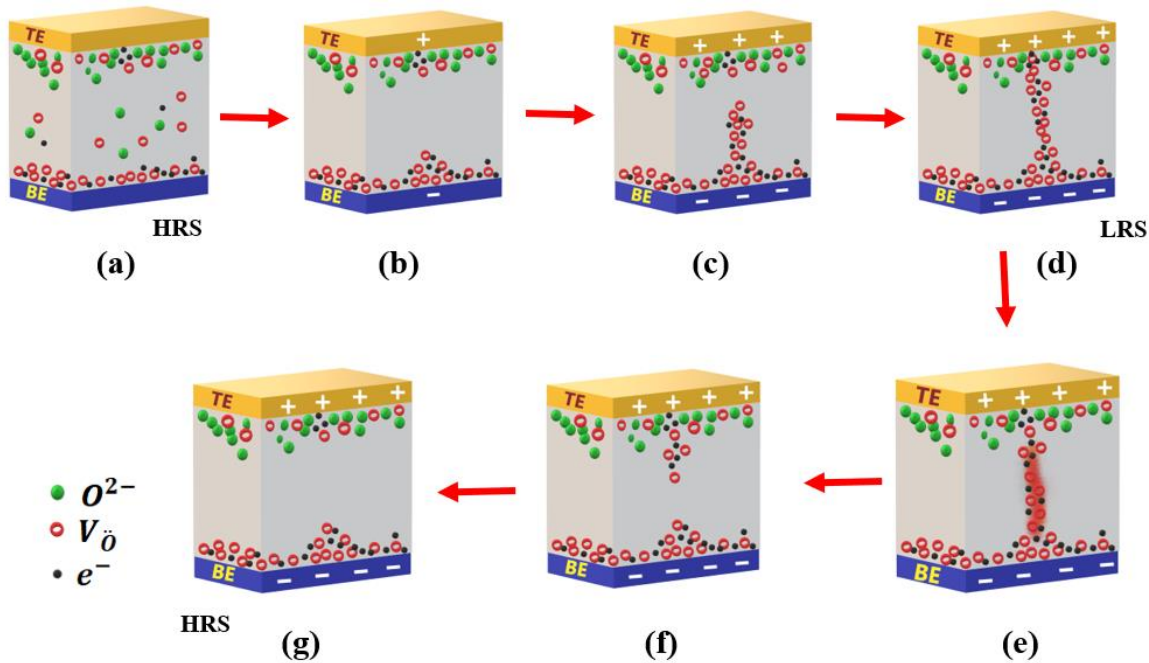 TE
BE
HRS
(a)
TE
+
BE
−
(b)
TE
+ + +
BE
− − −
(c)
TE
+ + + +
BE
− − − −
LRS
(d)
TE
+ + + +
BE
− − − −
HRS
(g)
TE
+ + + +
BE
− − − −
(f)
TE
+ + + +
BE
− − − −
(e)
O²⁻
V_Ö
e⁻